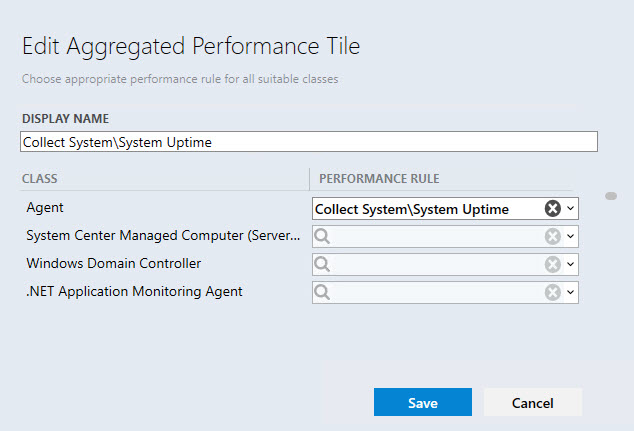 Edit Aggregated Performance Tile
Choose appropriate performance rule for all suitable classes
DISPLAY NAME
Collect System\System Uptime
CLASS PERFORMANCE RULE
Agent Collect System\System Uptime
System Center Managed Computer (Server...
Windows Domain Controller
.NET Application Monitoring Agent
Save Cancel